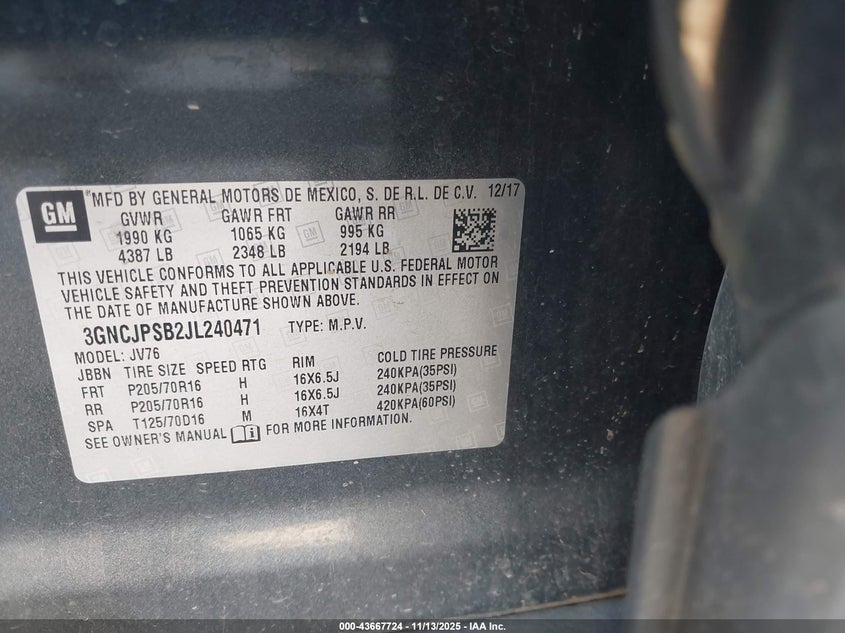 GM
MFD BY GENERAL MOTORS DE MEXICO, S. DE R.L. DE C.V. 12/17
GVWR GAWR FRT GAWR RR
1990 KG 1065 KG 995 KG
4387 LB 2348 LB 2194 LB
THIS VEHICLE CONFORMS TO ALL APPLICABLE U.S. FEDERAL MOTOR
VEHICLE SAFETY AND THEFT PREVENTION STANDARDS IN EFFECT ON
THE DATE OF MANUFACTURE SHOWN ABOVE.
3GNCJPSB2JL240471 TYPE: M.P.V.
MODEL: JV76
JBBN TIRE SIZE SPEED RTG RIM COLD TIRE PRESSURE
FRT P205/70R16 H 16X6.5J 240KPA(35PSI)
RR P205/70R16 H 16X6.5J 240KPA(35PSI)
SPA T125/70D16 M 16X4T 420KPA(60PSI)
SEE OWNER'S MANUAL FOR MORE INFORMATION.
000-43667724 - 11/13/2025 - IAA Inc.